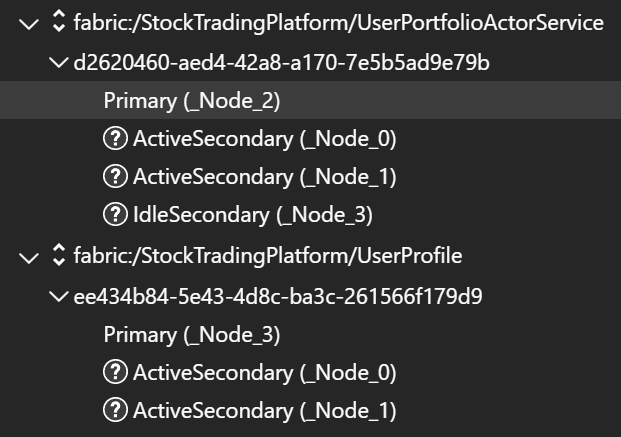 fabric:/StockTradingPlatform/UserPortfolioActorService
d2620460-aed4-42a8-a170-7e5b5ad9e79b
Primary (_Node_2)
? ActiveSecondary (_Node_0)
? ActiveSecondary (_Node_1)
? IdleSecondary (_Node_3)
fabric:/StockTradingPlatform/UserProfile
ee434b84-5e43-4d8c-ba3c-261566f179d9
Primary (_Node_3)
? ActiveSecondary (_Node_0)
? ActiveSecondary (_Node_1)